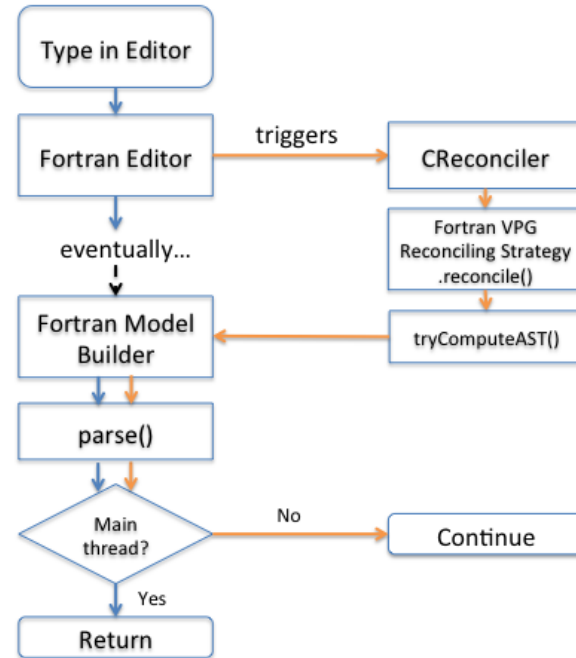 Type in Editor
Fortran Editor
triggers
CReconciler
eventually...
Fortran VPG
Reconciling Strategy
.reconcile()
Fortran Model
Builder
tryComputeAST()
parse()
Main
thread?
No
Continue
Yes
Return